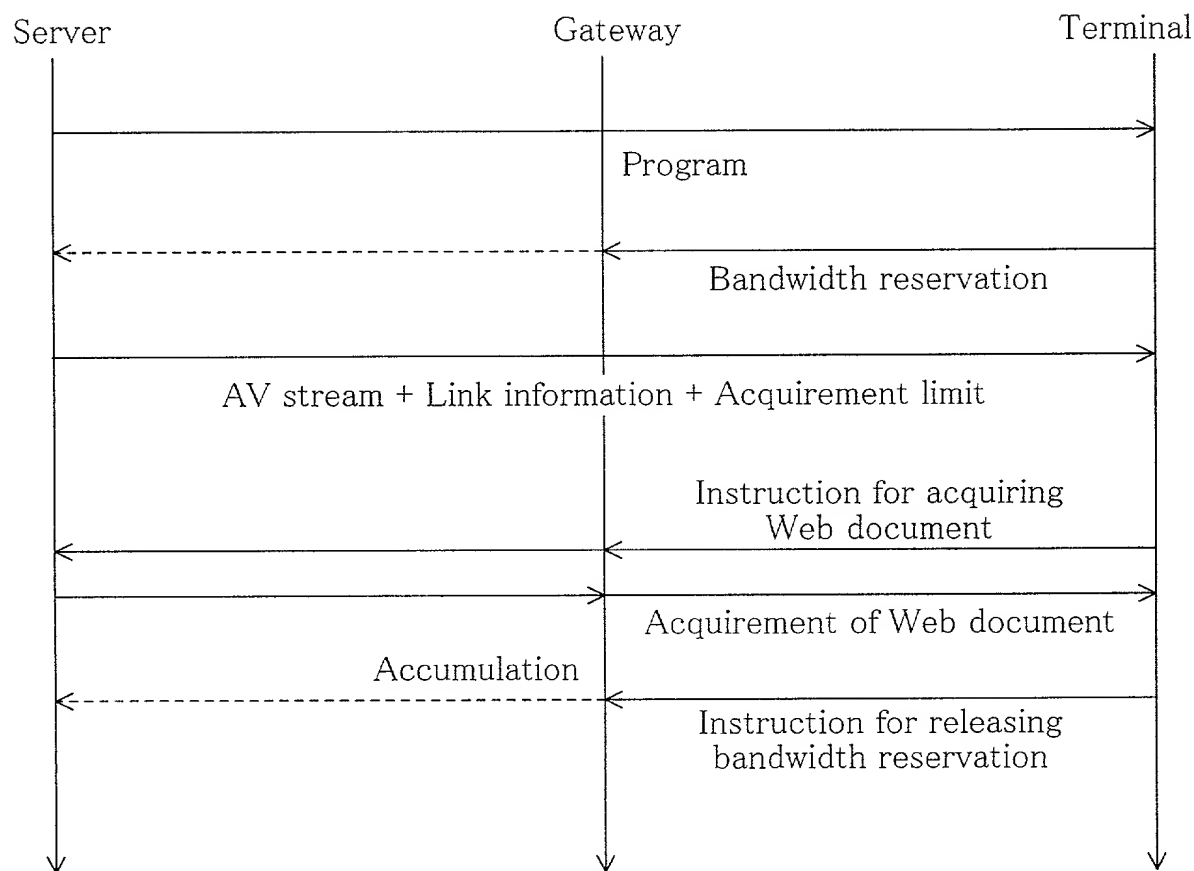 Server
Gateway
Terminal
Program
Bandwidth reservation
AV stream + Link information + Acquirement limit
Instruction for acquiring
Web document
Acquirement of Web document
Accumulation
Instruction for releasing
bandwidth reservation